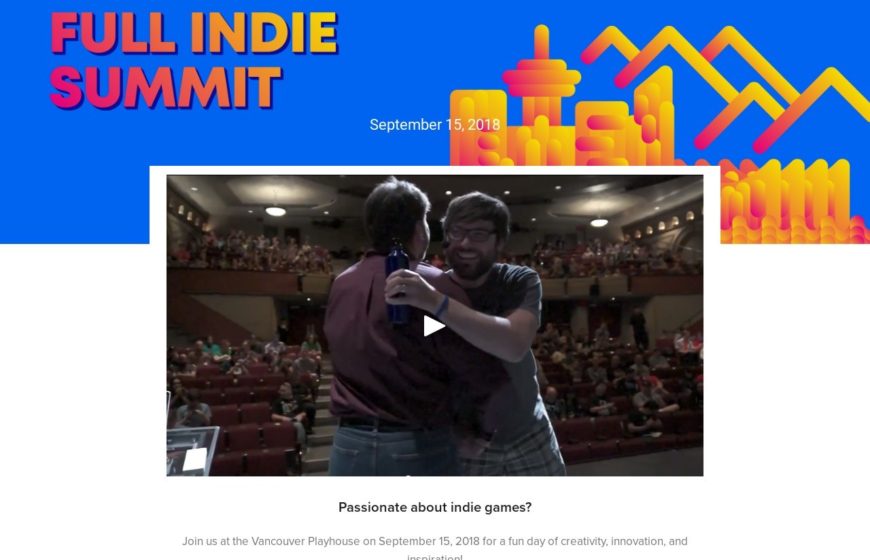 FULL INDIE
SUMMIT
September 15, 2018
Passionate about indie games?
Join us at the Vancouver Playhouse on September 15, 2018 for a fun day of creativity, innovation, and
inspiration!